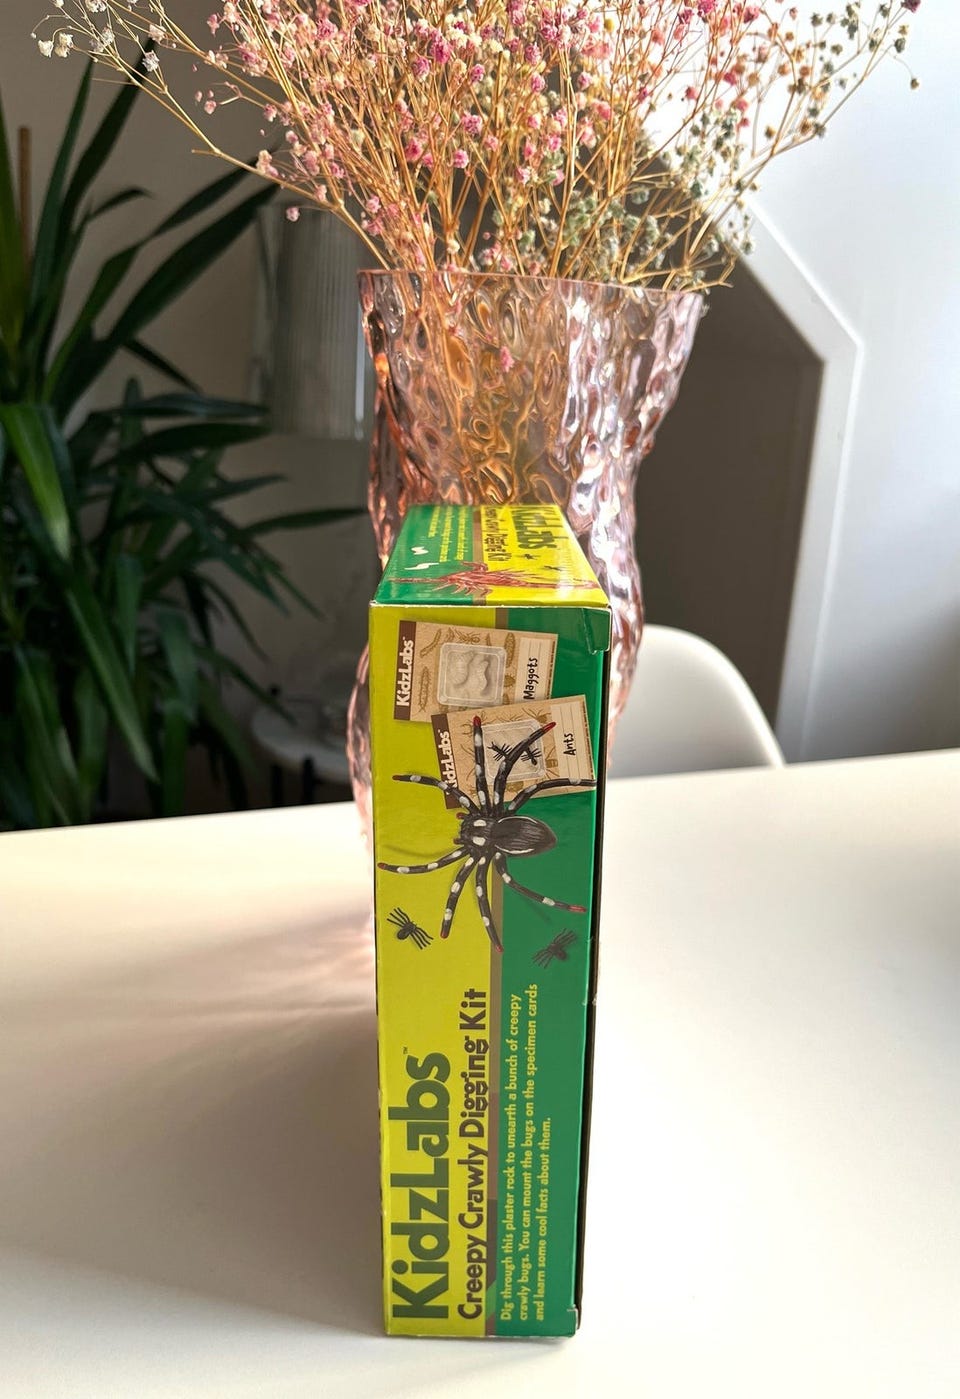 KidzLabs
Maggots
KidzLabs
Ants
KidzLabs™
Creepy Crawly Digging Kit
Dig through this plaster rock to unearth a bunch of creepy
crawly bugs. You can mount the bugs on the specimen cards
and learn some cool facts about them.